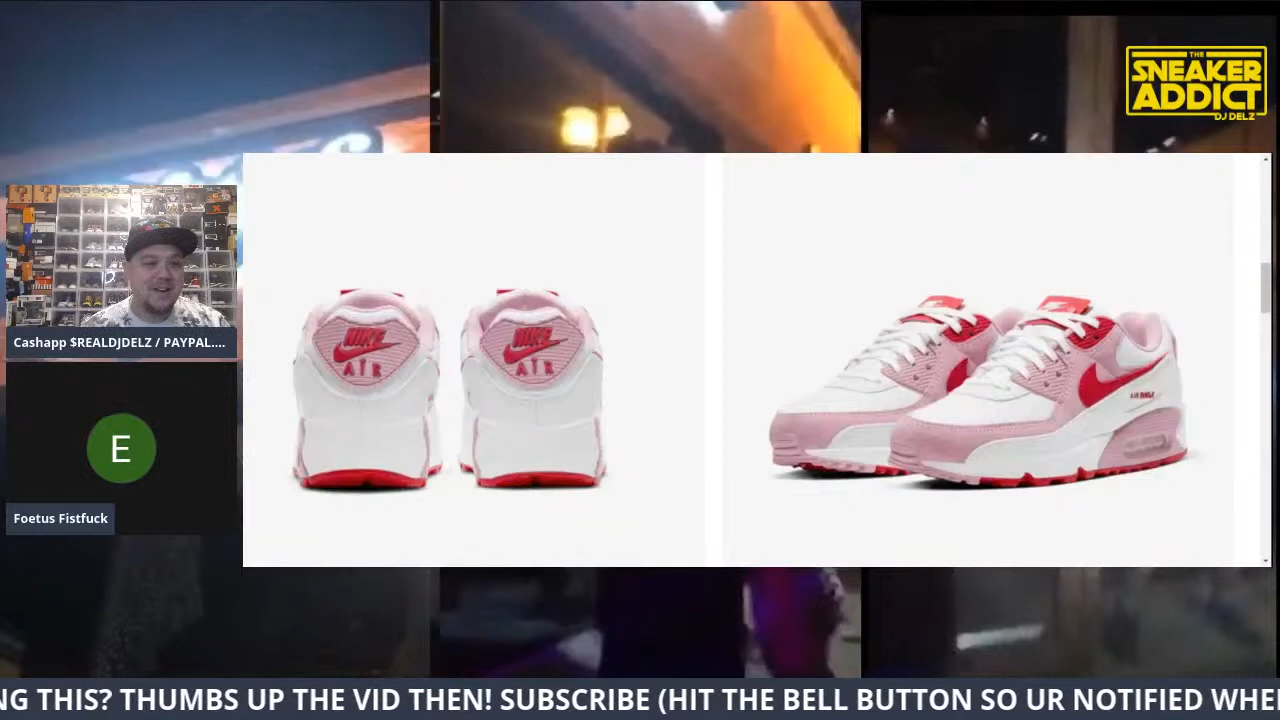 THE
SNEAKER
ADDICT
DJ DELZ
Cashapp $REALDJDELZ / PAYPAL....
E
Foetus Fistfuck
NIKE
AIR
NIKE
AIR
NG THIS? THUMBS UP THE VID THEN! SUBSCRIBE (HIT THE BELL BUTTON SO UR NOTIFIED WHE